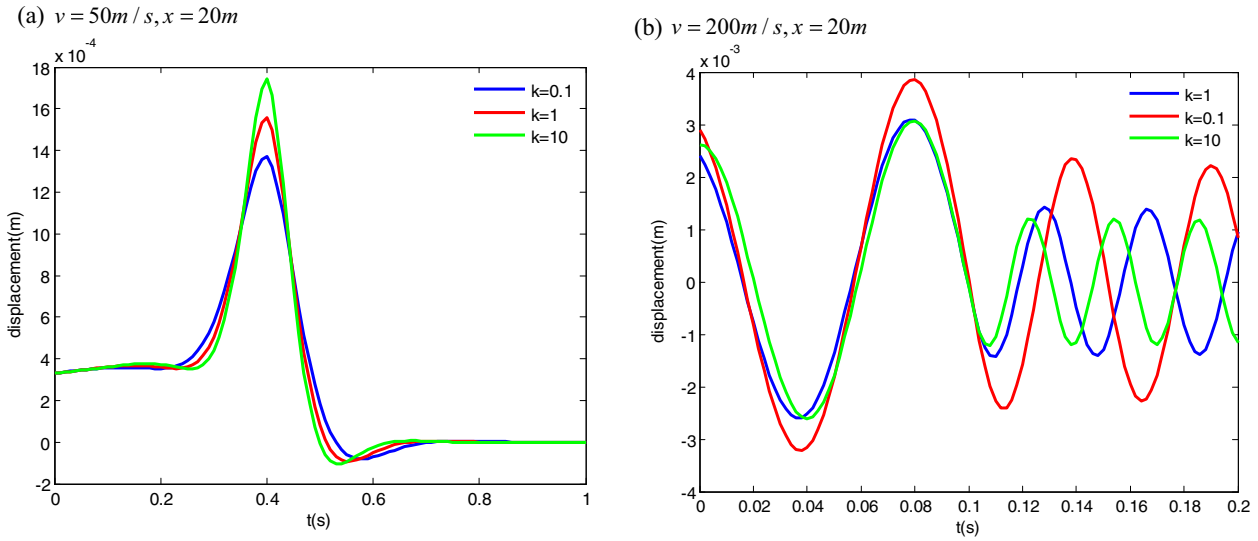 (a) v = 50m / s, x = 20m
x 10^-4
18
16
14
12
10
8
6
4
2
0
-2
displacement(m)
k=0.1
k=1
k=10
0
0.2
0.4
0.6
0.8
1
t(s)
(b) v = 200m / s, x = 20m
x 10^-3
4
3
2
1
0
-1
-2
-3
-4
displacement(m)
k=1
k=0.1
k=10
0
0.02
0.04
0.06
0.08
0.1
0.12
0.14
0.16
0.18
0.2
t(s)